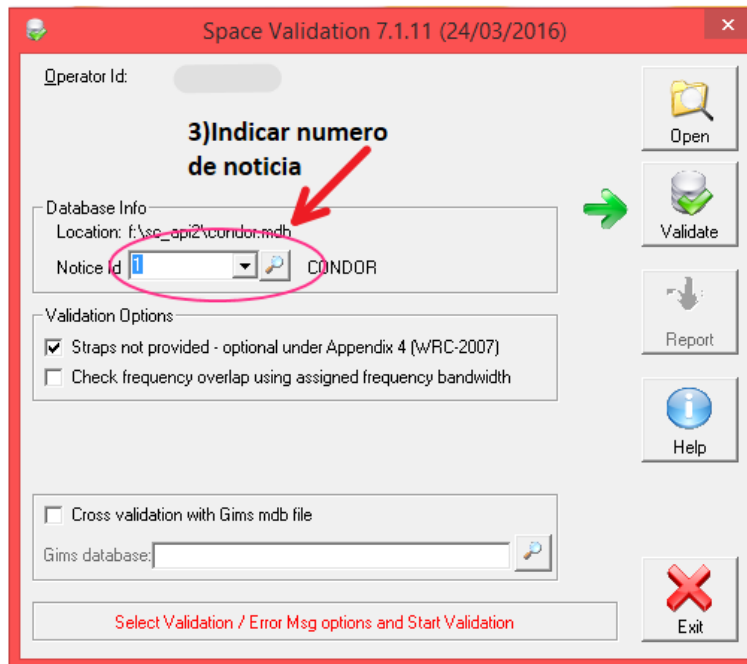 Space Validation 7.1.11 (24/03/2016)
Operator Id:
Open
3)Indicar numero
de noticia
Validate
Database Info
Location: f:\sc_api2\condor.mdb
Notice Id 1 CONDOR
Report
Validation Options
Straps not provided - optional under Appendix 4 (WRC-2007)
Check frequency overlap using assigned frequency bandwidth
Help
Cross validation with Gims mdb file
Gims database:
Select Validation / Error Msg options and Start Validation
Exit